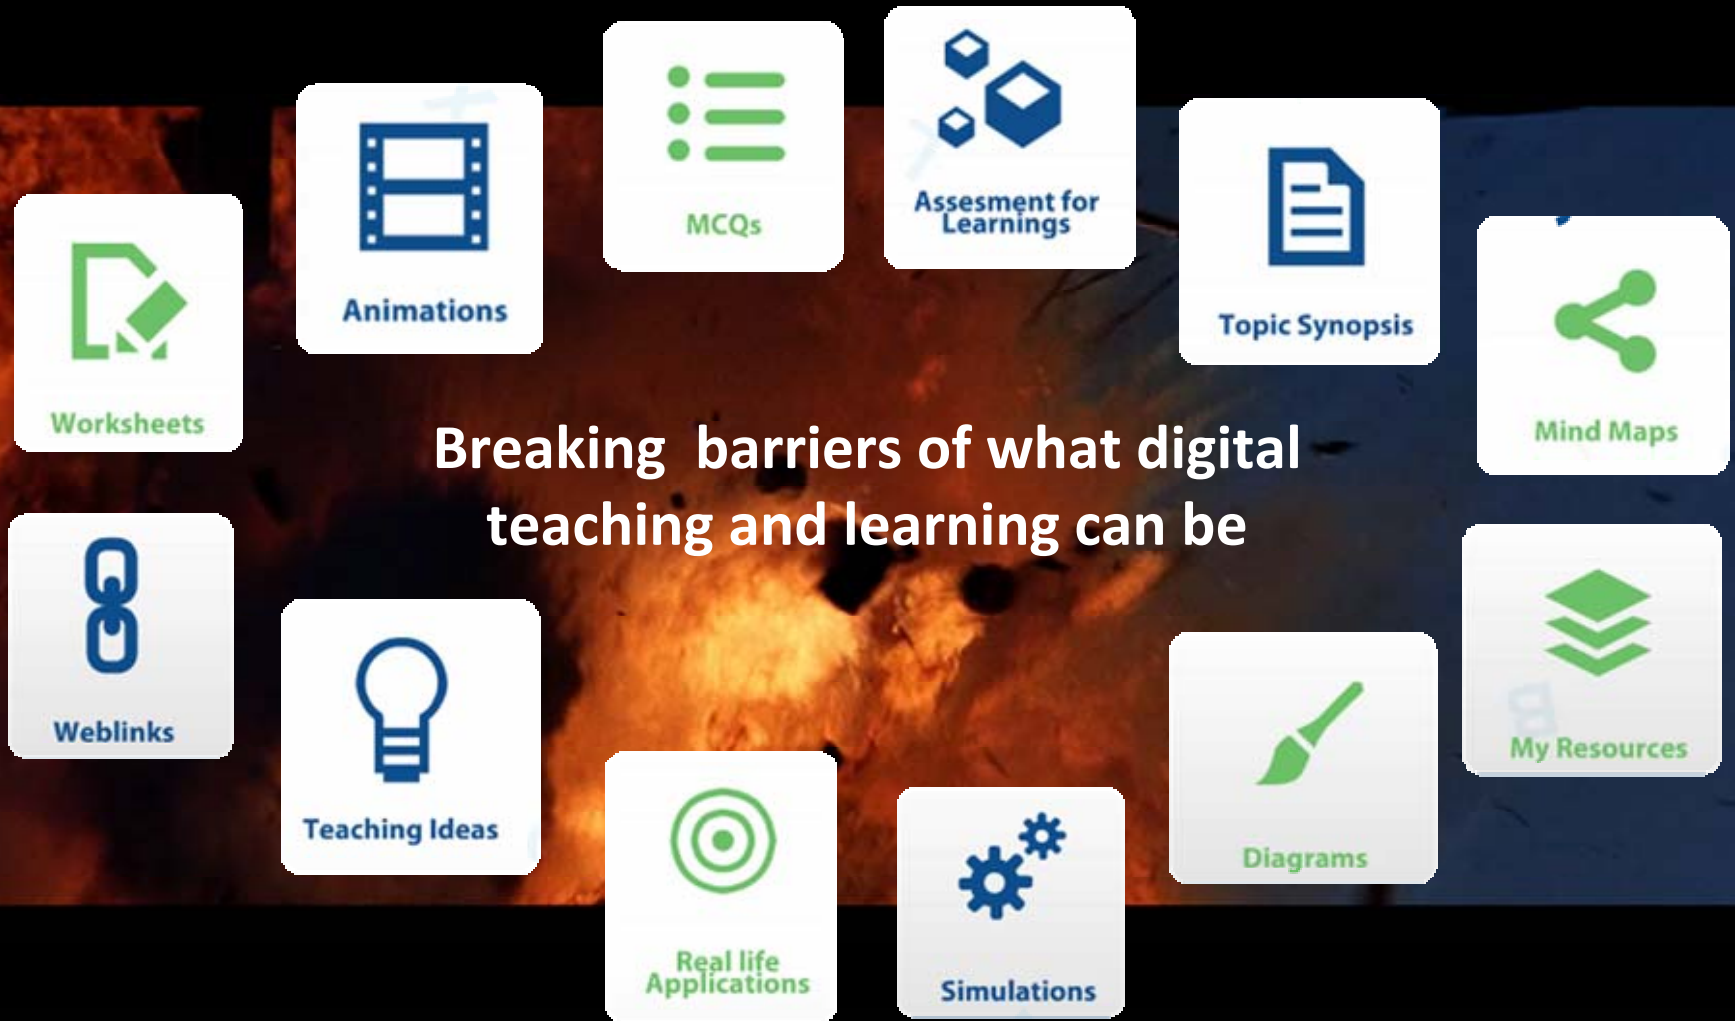 MCQs
Assesment for
Learnings
Animations
Topic Synopsis
Worksheets
Mind Maps
Breaking  barriers of what digital
teaching and learning can be
Weblinks
My Resources
Teaching Ideas
Diagrams
Real life
Applications
Simulations